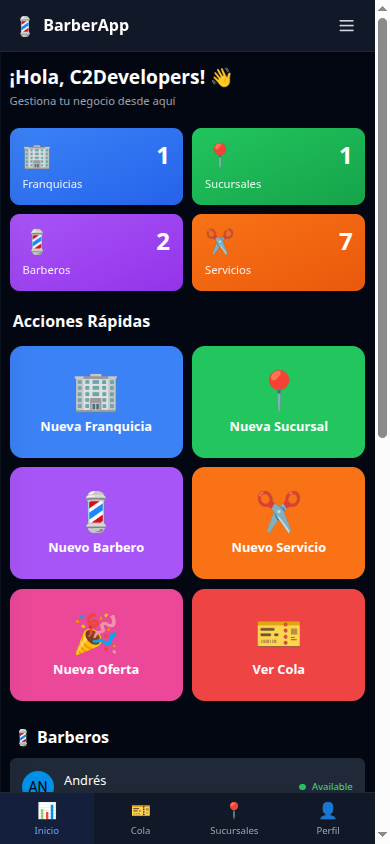 BarberApp
¡Hola, C2Developers! 👋
Gestiona tu negocio desde aquí
1
Franquicias
1
Sucursales
2
Barberos
7
Servicios
Acciones Rápidas
Nueva Franquicia
Nueva Sucursal
Nuevo Barbero
Nuevo Servicio
Nueva Oferta
Ver Cola
Barberos
AN
Andrés
Available
Inicio
Cola
Sucursales
Perfil